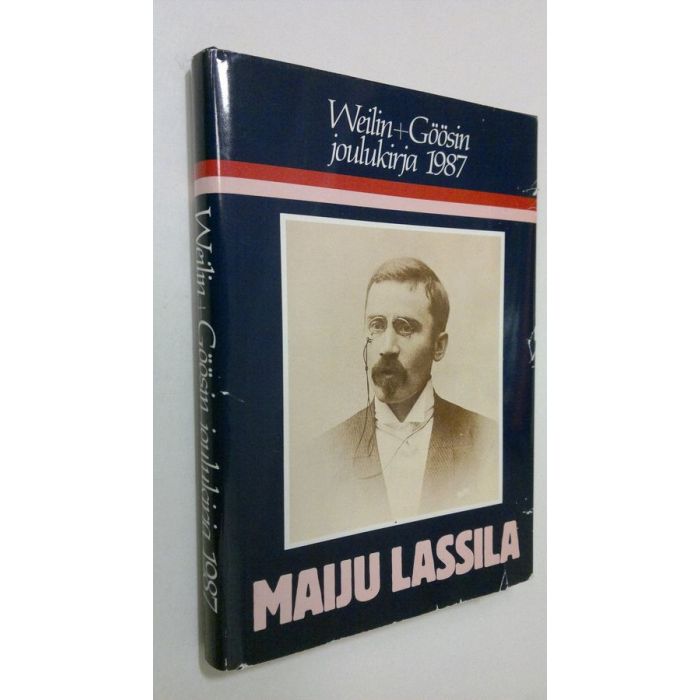 Weilin+Göösin
joulukirja 1987
MAIJU LASSILA
Weilin+Göösin joulukirja 1987